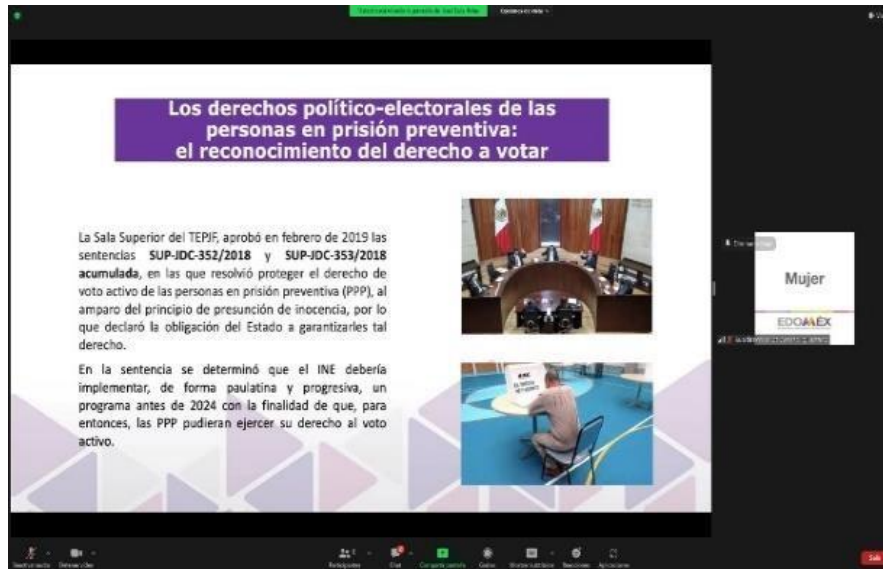 Opciones de vista
Los derechos político-electorales de las
personas en prisión preventiva:
el reconocimiento del derecho a votar
La Sala Superior del TEPJF, aprobó en febrero de 2019 las
sentencias SUP-JDC-352/2018 y SUP-JDC-353/2018
acumulada, en las que resolvió proteger el derecho de
voto activo de las personas en prisión preventiva (PPP), al
amparo del principio de presunción de inocencia, por lo
que declaró la obligación del Estado a garantizarles tal
derecho.
En la sentencia se determinó que el INE debería
implementar, de forma paulatina y progresiva, un
programa antes de 2024 con la finalidad de que, para
entonces, las PPP pudieran ejercer su derecho al voto
activo.
Mujer
EDOMÉX
Participantes
Chat
Compartir pantalla
Reacciones
Aplicaciones